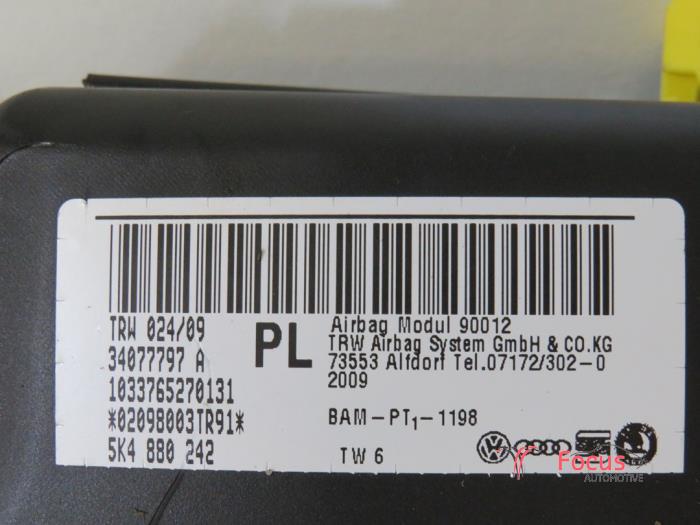 TRW 024/09
34077797 A
1033765270131
*02098003TR91*
5K4 880 242
PL
Airbag Modul 90012
TRW Airbag System GmbH & CO.KG
73553 Alfdorf Tel.07172/302-0
2009
BAM-PT1-1198
TW 6
Focus
AUTOMOTIVE